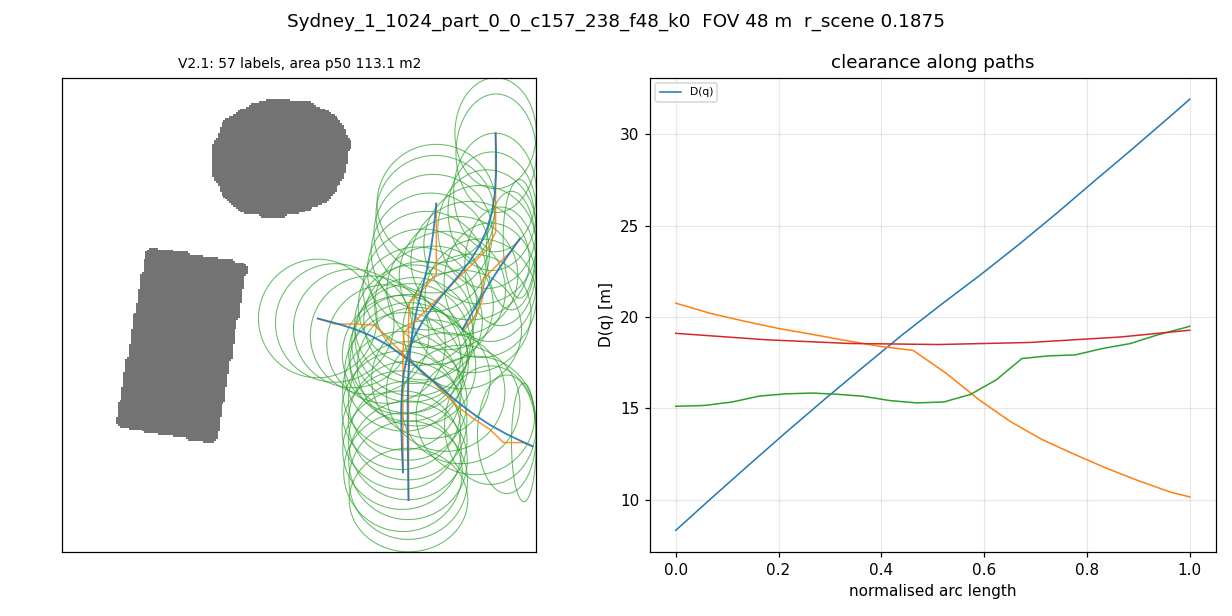 Sydney_1_1024_part_0_0_c157_238_f48_k0  FOV 48 m  r_scene 0.1875
V2.1: 57 labels, area p50 113.1 m2
clearance along paths
D(q)
D(q) [m]
30
25
20
15
10
0.0 0.2 0.4 0.6 0.8 1.0
normalised arc length